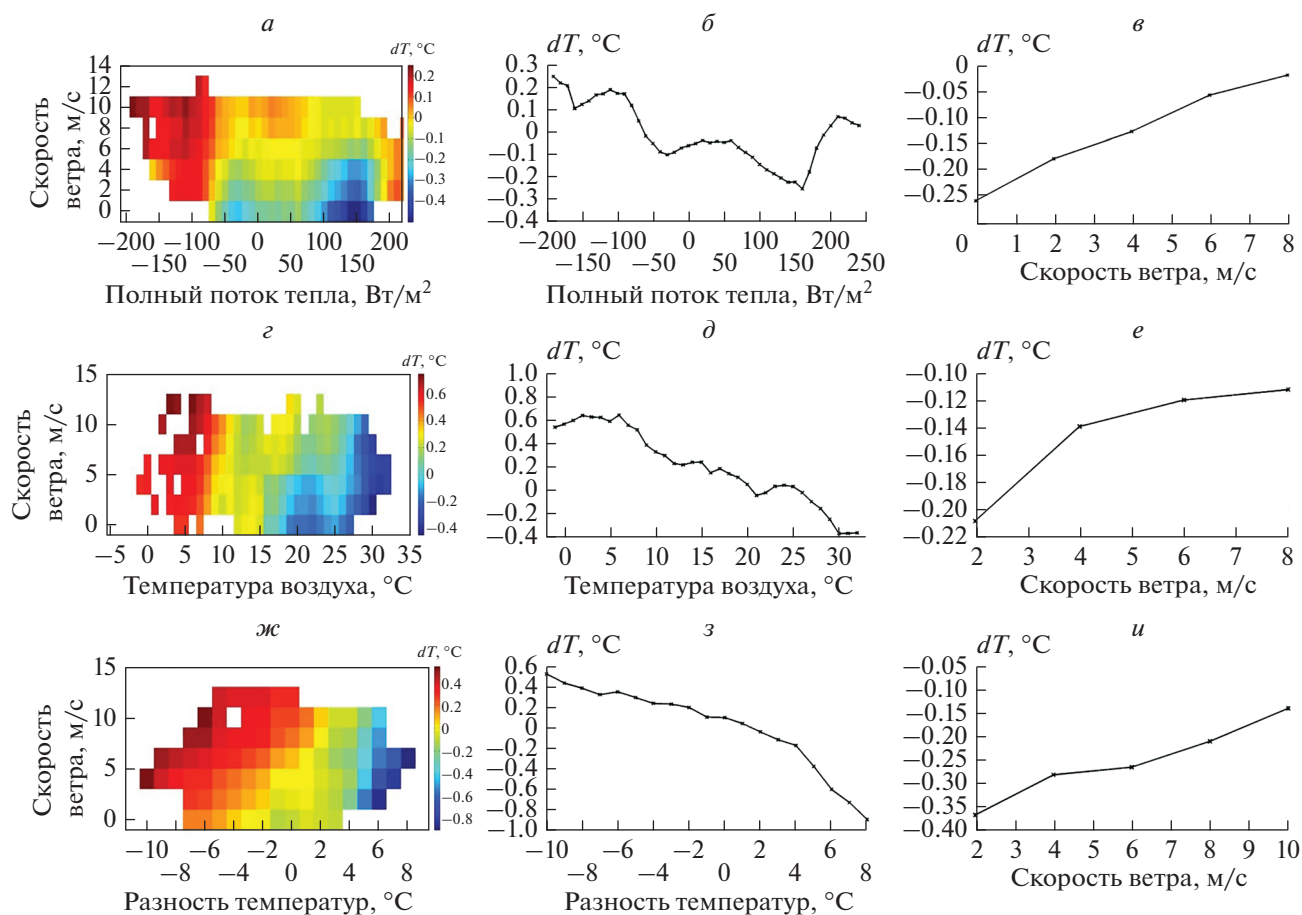 а
б
в
dT, °C
14
12
10
8
6
4
2
0
Скорость
ветра, м/с
0.2
0.1
0
−0.1
−0.2
−0.3
−0.4
−200 −100 0 100 200
−150 −50 50 150
Полный поток тепла, Вт/м²
dT, °C
0.3
0.2
0.1
0
−0.1
−0.2
−0.3
−0.4
−200 −100 0 100 200
−150 −50 50 150 250
Полный поток тепла, Вт/м²
dT, °C
0
−0.05
−0.10
−0.15
−0.20
−0.25
0 1 2 3 4 5 6 7 8
Скорость ветра, м/с
г
д
е
dT, °C
15
10
5
0
Скорость
ветра, м/с
0.6
0.4
0.2
0
−0.2
−0.4
−5 0 5 10 15 20 25 30 35
Температура воздуха, °C
dT, °C
1.0
0.8
0.6
0.4
0.2
0
−0.2
−0.4
0 5 10 15 20 25 30
Температура воздуха, °C
dT, °C
−0.10
−0.12
−0.14
−0.16
−0.18
−0.20
−0.22
2 3 4 5 6 7 8
Скорость ветра, м/с
ж
з
и
dT, °C
15
10
5
0
Скорость
ветра, м/с
0.4
0.2
0
−0.2
−0.4
−0.6
−0.8
−10 −6 −2 2 6
−8 −4 0 4 8
Разность температур, °C
dT, °C
0.6
0.4
0.2
0
−0.2
−0.4
−0.6
−0.8
−1.0
−10 −6 −2 2 6
−8 −4 0 4 8
Разность температур, °C
dT, °C
−0.05
−0.10
−0.15
−0.20
−0.25
−0.30
−0.35
−0.40
2 3 4 5 6 7 8 9 10
Скорость ветра, м/с